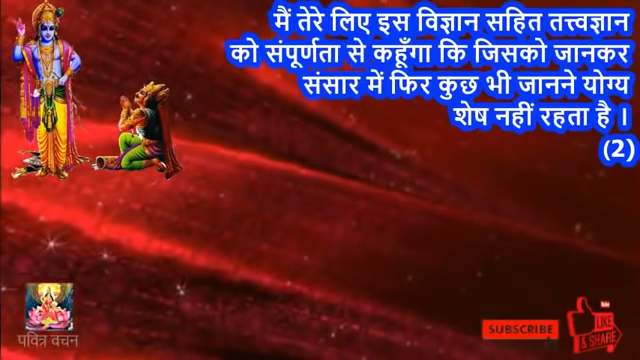 मैं तेरे लिए इस विज्ञान सहित तत्त्वज्ञान
को संपूर्णता से कहूँगा कि जिसको जानकर
संसार में फिर कुछ भी जानने योग्य
शेष नहीं रहता है ।
(2)
पवित्र वचन
SUBSCRIBE
LIKE
& SHARE